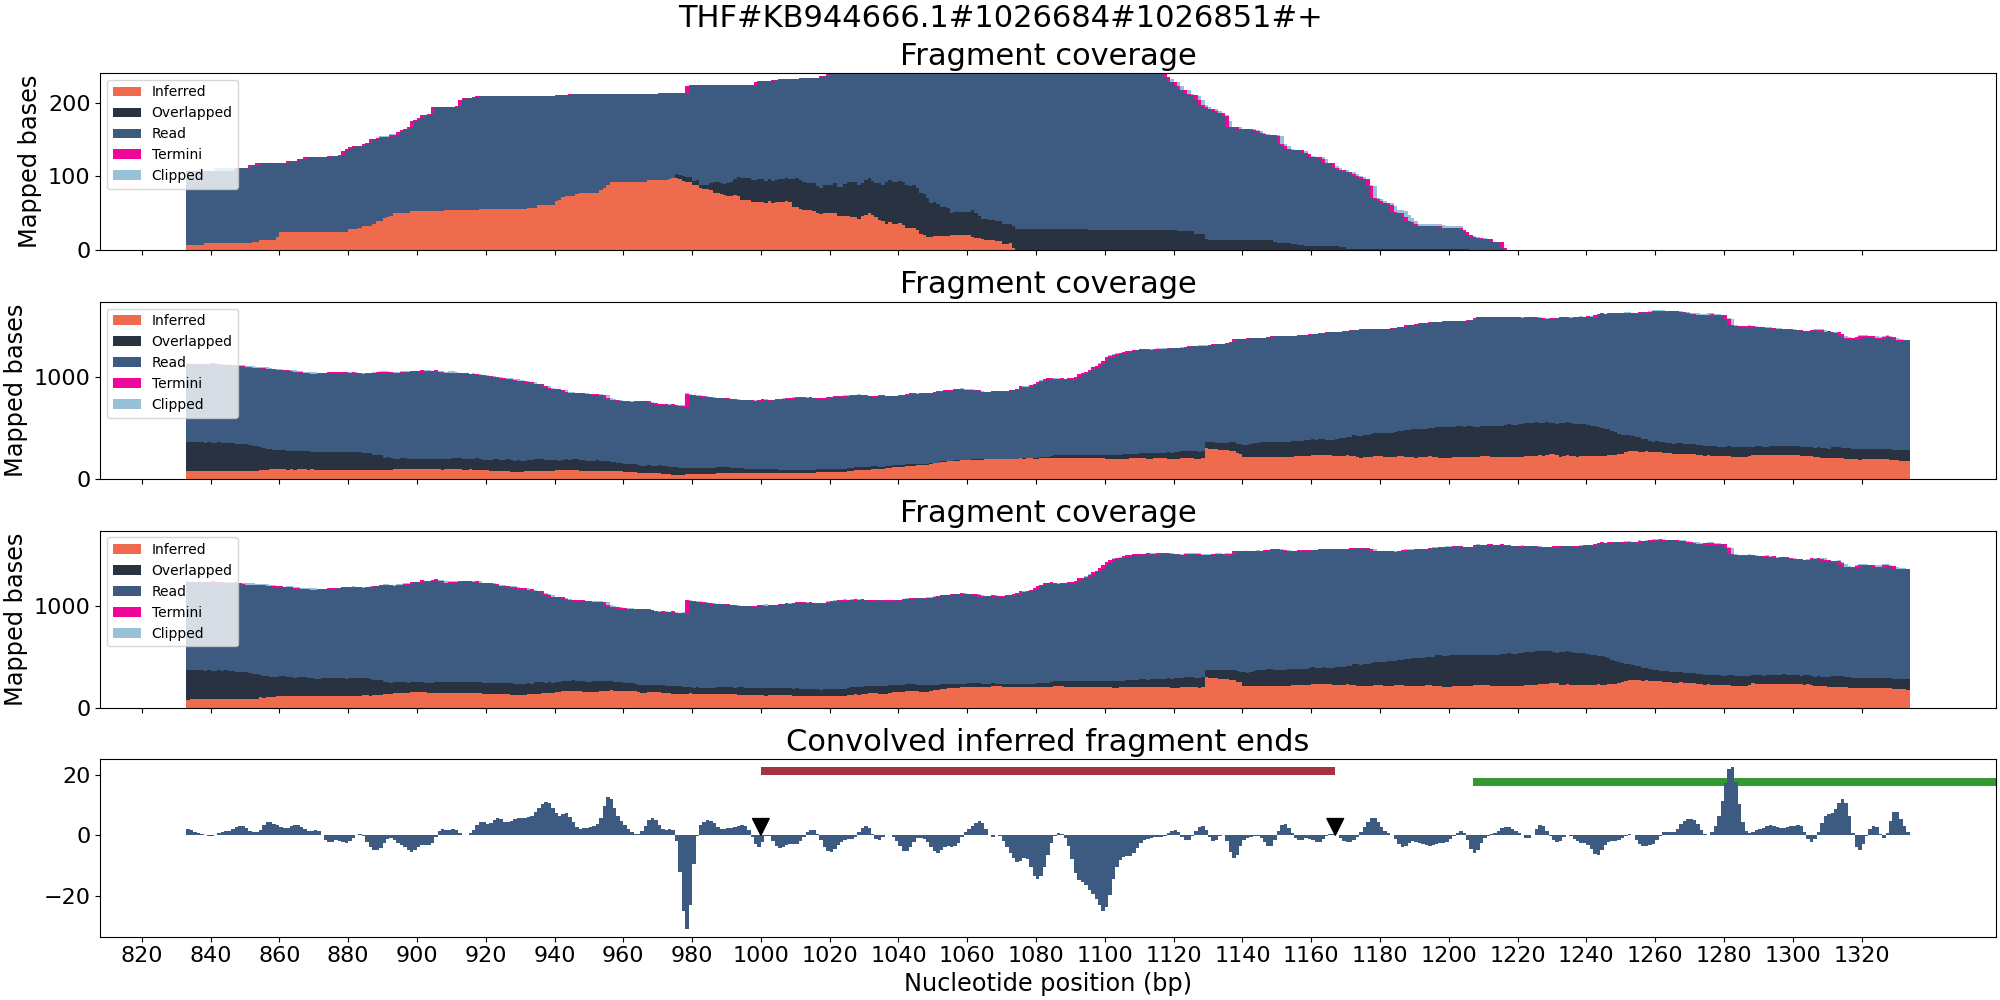 THF#KB944666.1#1026684#1026851#+
Fragment coverage
Mapped bases
200
100
0
Inferred
Overlapped
Read
Termini
Clipped
Fragment coverage
Mapped bases
1000
0
Inferred
Overlapped
Read
Termini
Clipped
Fragment coverage
Mapped bases
1000
0
Inferred
Overlapped
Read
Termini
Clipped
Convolved inferred fragment ends
20
0
−20
820 840 860 880 900 920 940 960 980 1000 1020 1040 1060 1080 1100 1120 1140 1160 1180 1200 1220 1240 1260 1280 1300 1320
Nucleotide position (bp)